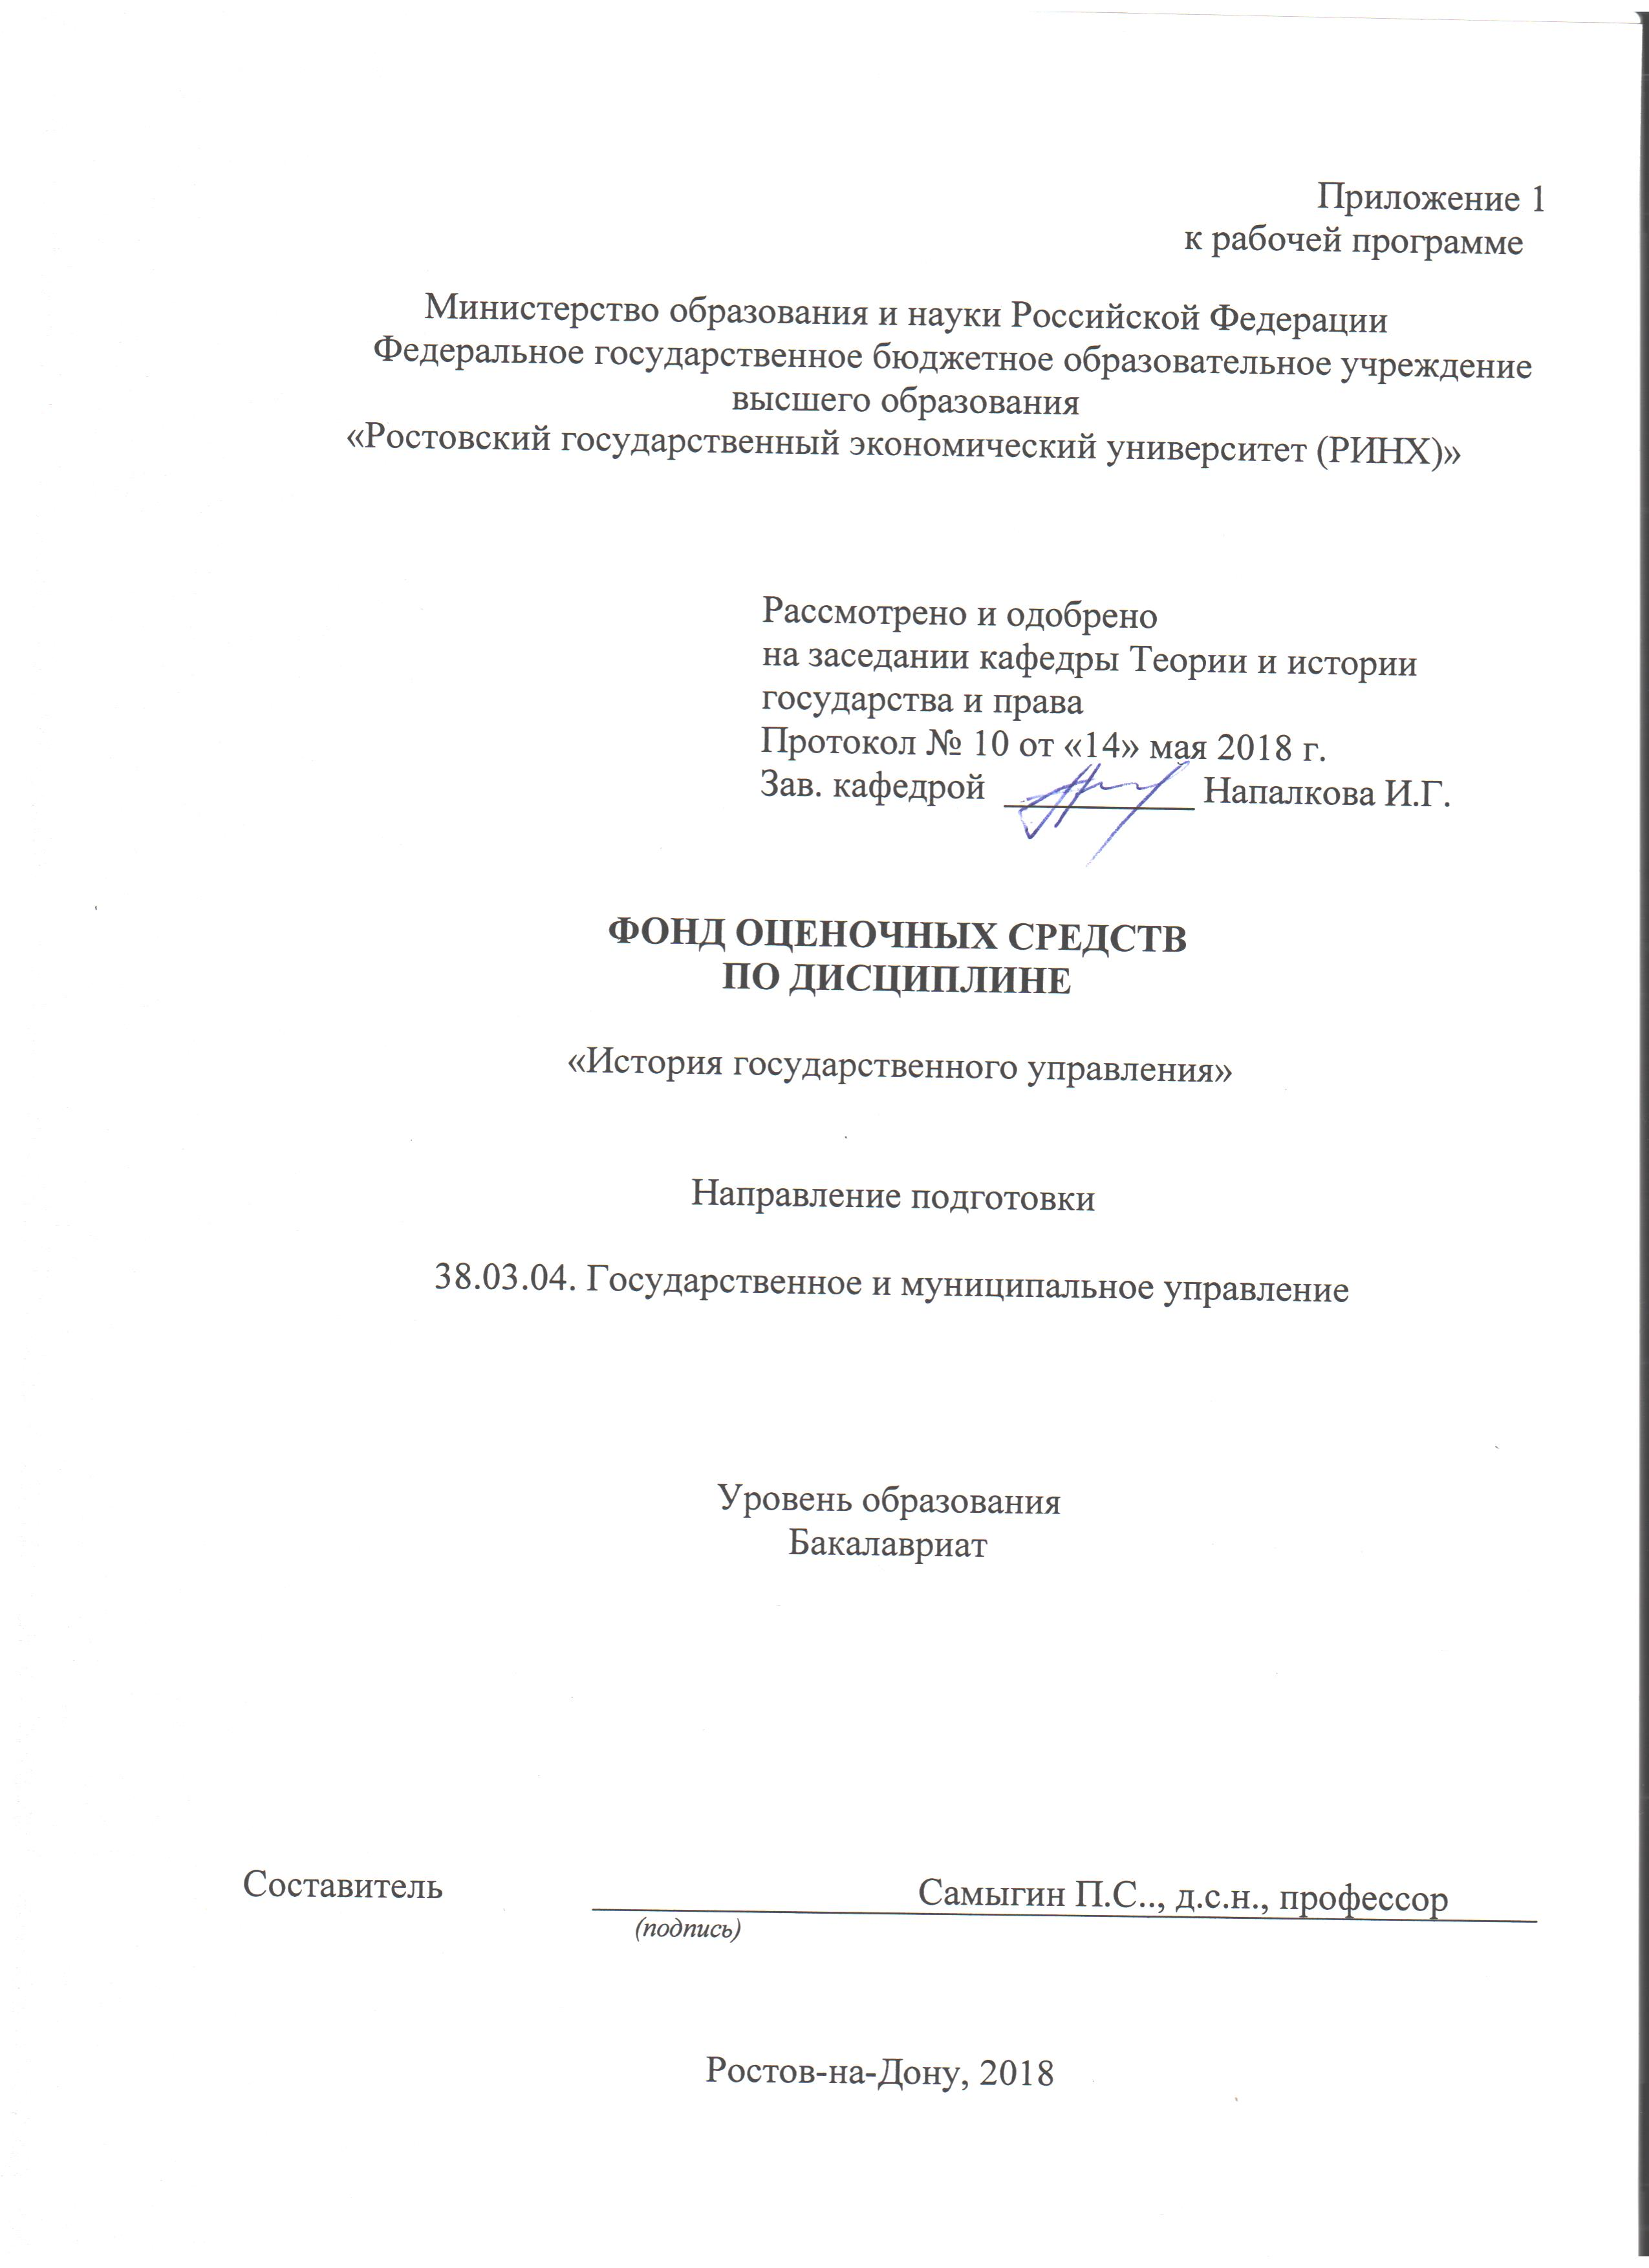 Приложение 1
к рабочей программе
Министерство образования и науки Российской Федерации
Федеральное государственное бюджетное образовательное учреждение
высшего образования
«Ростовский государственный экономический университет (РИНХ)»
Рассмотрено и одобрено
на заседании кафедры Теории и истории
государства и права
Протокол № 10 от «14» мая 2018 г.
Зав. кафедрой __________ Напалкова И.Г.
ФОНД ОЦЕНОЧНЫХ СРЕДСТВ
ПО ДИСЦИПЛИНЕ
«История государственного управления»
Направление подготовки
38.03.04. Государственное и муниципальное управление
Уровень образования
Бакалавриат
Составитель Самыгин П.С.., д.с.н., профессор
(подпись)
Ростов-на-Дону, 2018